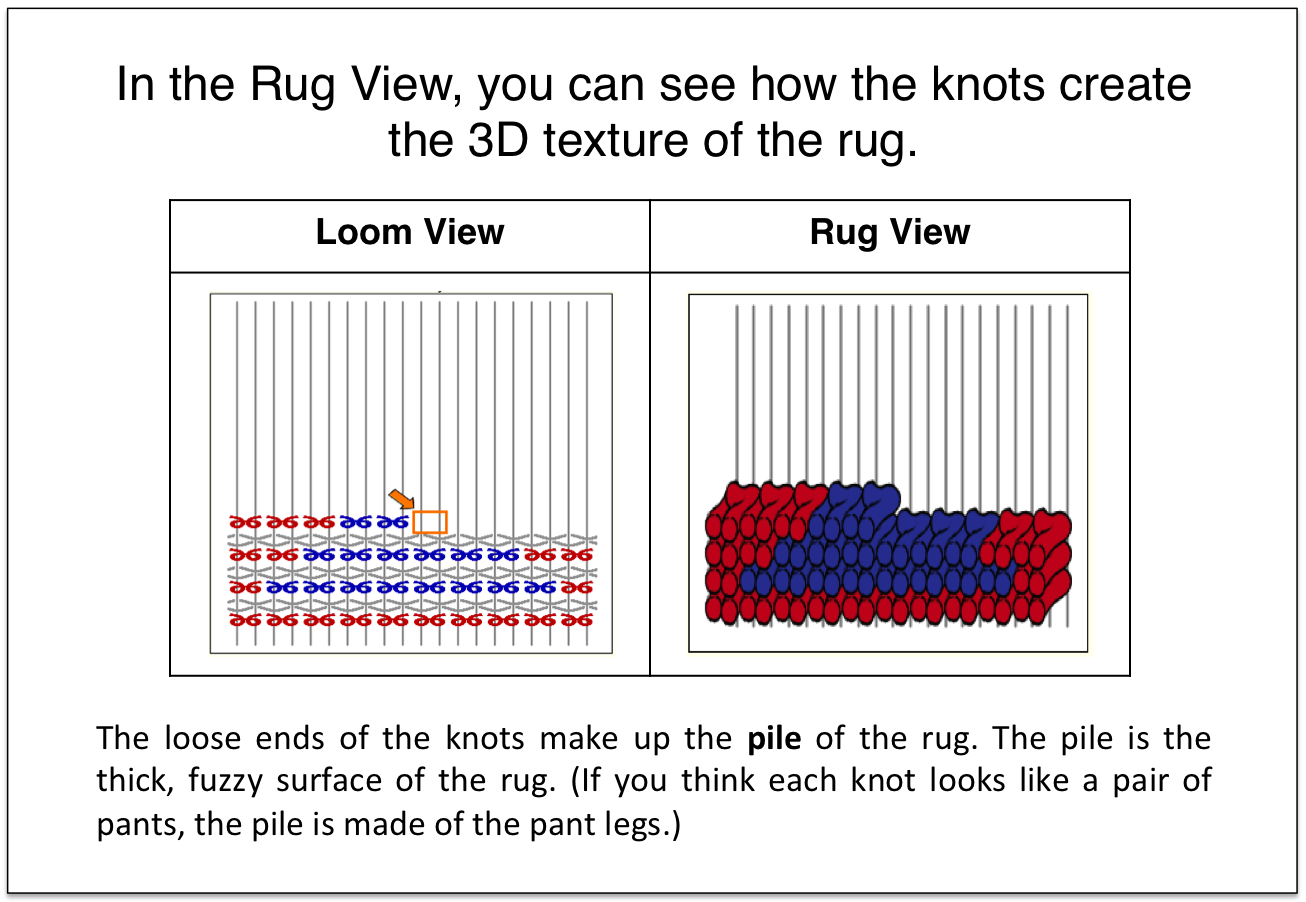 In the Rug View, you can see how the knots create
the 3D texture of the rug.
Loom View
Rug View
The loose ends of the knots make up the pile of the rug. The pile is the
thick, fuzzy surface of the rug. (If you think each knot looks like a pair of
pants, the pile is made of the pant legs.)